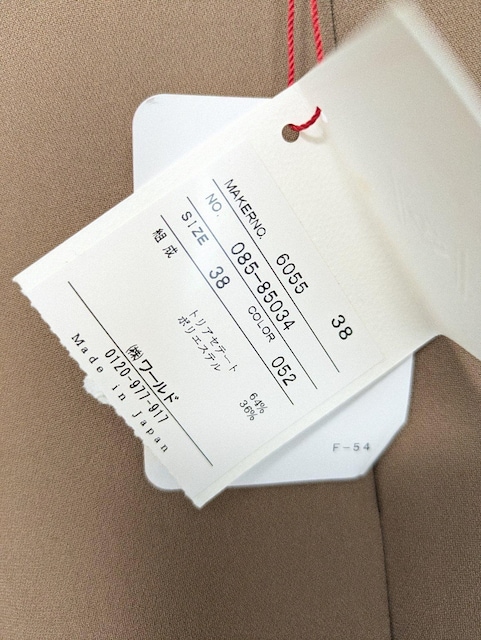 MAKERNO. 6055 38
NO. 085-85034
SIZE 38 COLOR 052
組成
トリアセテート 64%
ポリエステル 36%
㈱ワールド
0120-977-917
Made in Japan
F-54